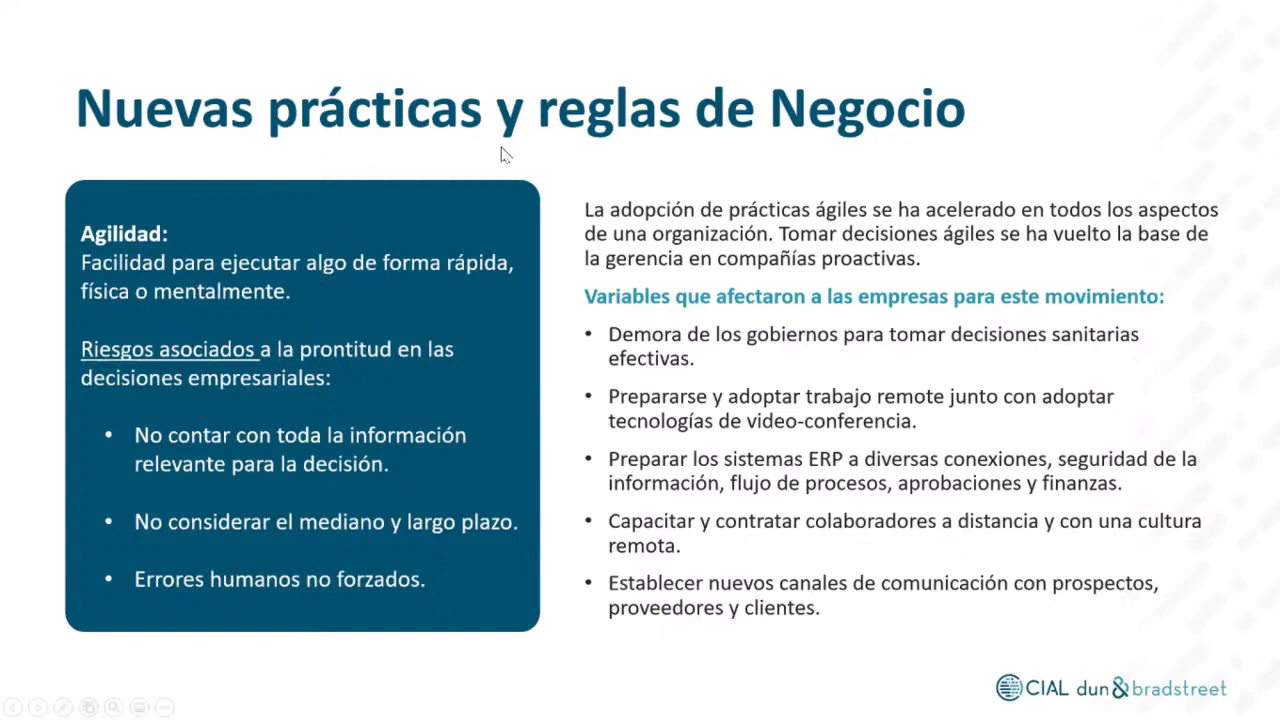 Nuevas prácticas y reglas de Negocio
Agilidad:
Facilidad para ejecutar algo de forma rápida,
física o mentalmente.
Riesgos asociados a la prontitud en las
decisiones empresariales:
• No contar con toda la información
relevante para la decisión.
• No considerar el mediano y largo plazo.
• Errores humanos no forzados.
La adopción de prácticas ágiles se ha acelerado en todos los aspectos
de una organización. Tomar decisiones ágiles se ha vuelto la base de
la gerencia en compañías proactivas.
Variables que afectaron a las empresas para este movimiento:
• Demora de los gobiernos para tomar decisiones sanitarias
efectivas.
• Prepararse y adoptar trabajo remote junto con adoptar
tecnologías de video-conferencia.
• Preparar los sistemas ERP a diversas conexiones, seguridad de la
información, flujo de procesos, aprobaciones y finanzas.
• Capacitar y contratar colaboradores a distancia y con una cultura
remota.
• Establecer nuevos canales de comunicación con prospectos,
proveedores y clientes.
CIAL dun & bradstreet